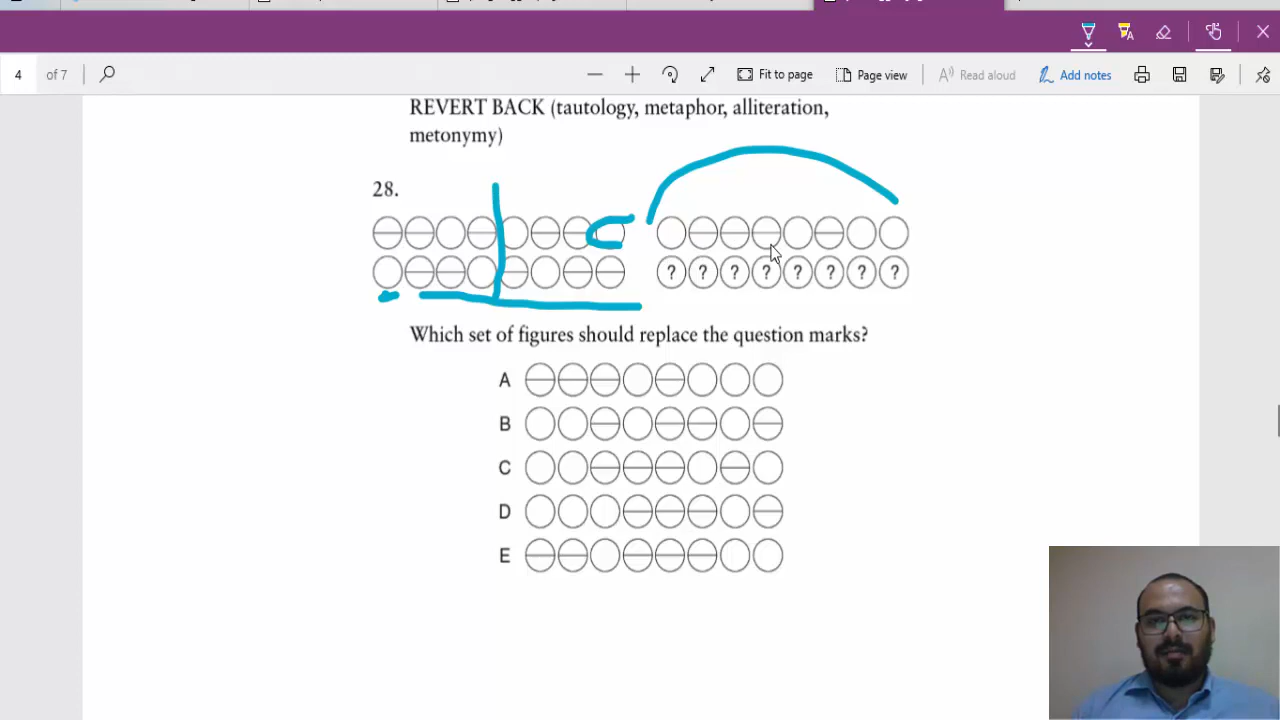 4 of 7
Fit to page
Page view
Read aloud
Add notes
REVERT BACK (tautology, metaphor, alliteration,
metonymy)
28.
? ? ? ? ? ? ? ?
Which set of figures should replace the question marks?
A
B
C
D
E